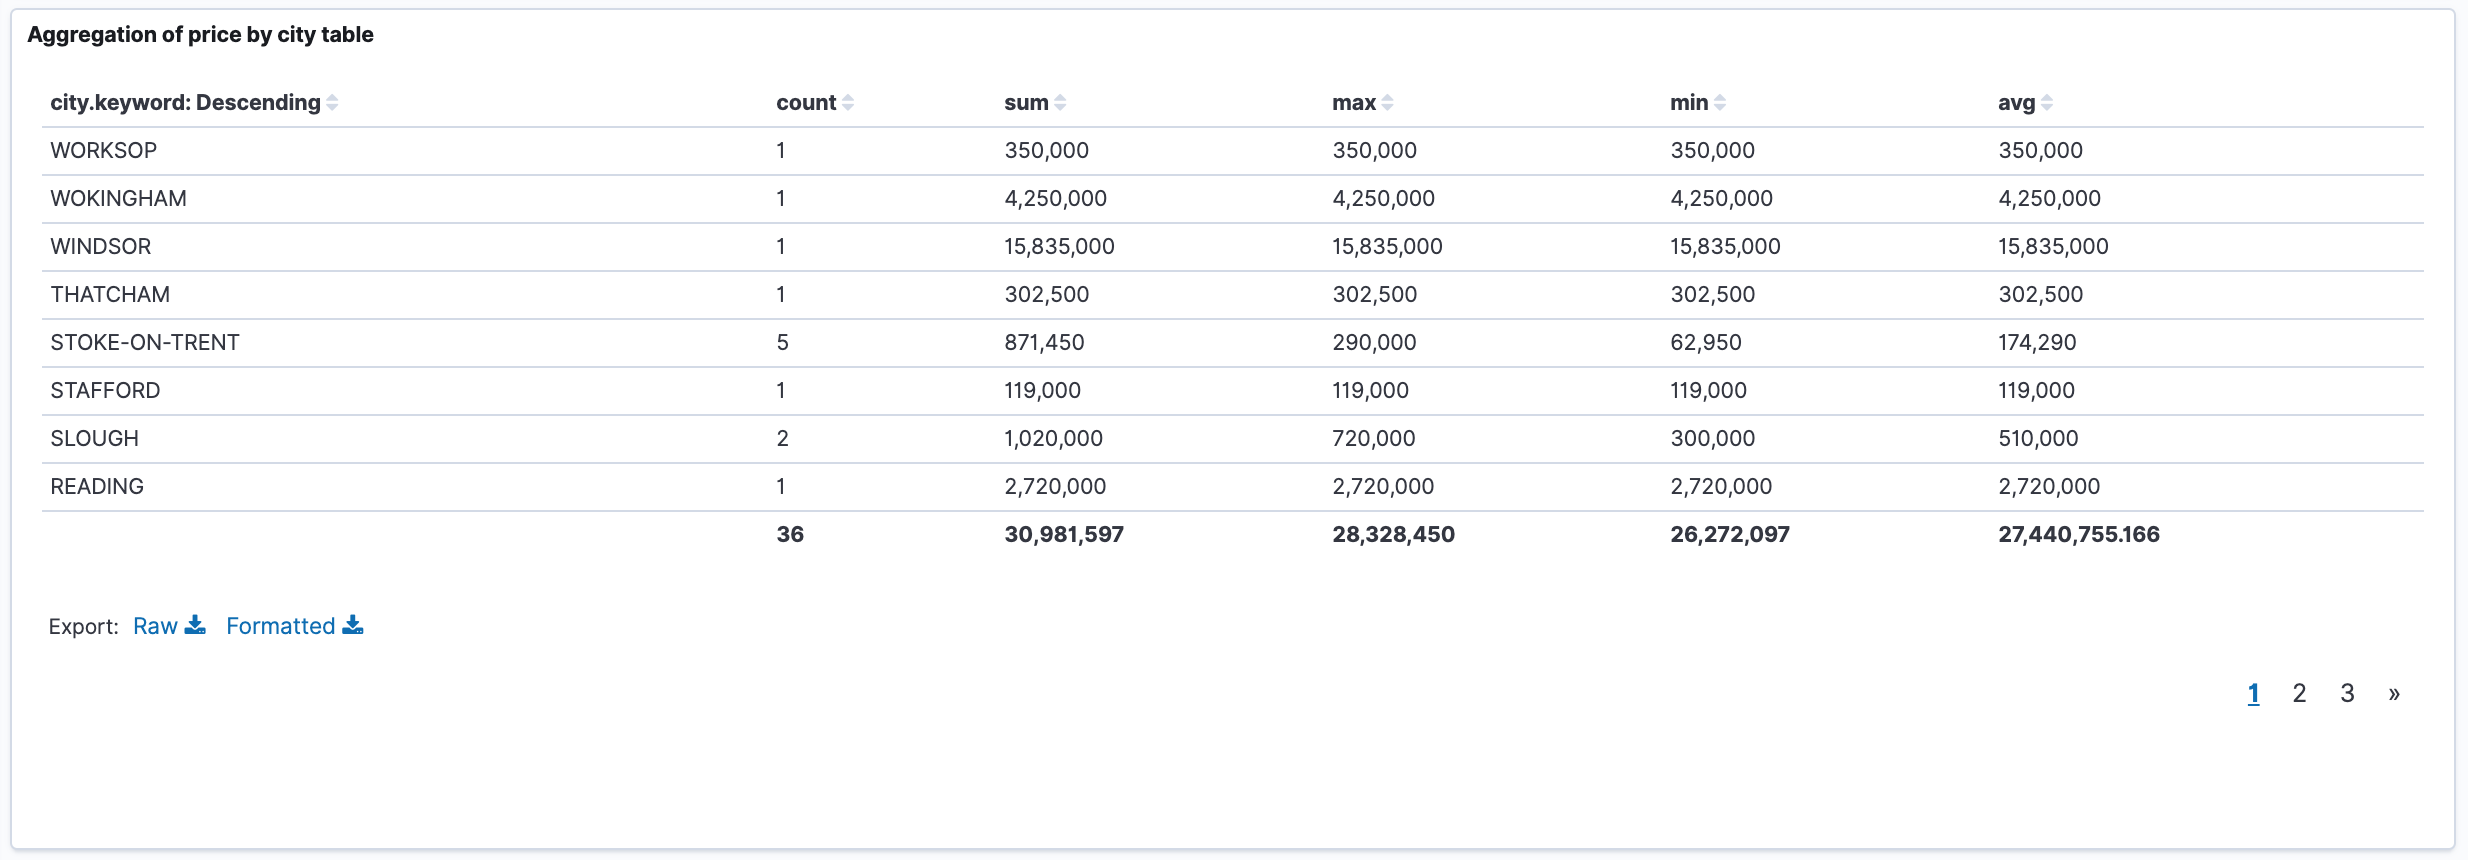 Aggregation of price by city table
city.keyword: Descending count sum max min avg
WORKSOP 1 350,000 350,000 350,000 350,000
WOKINGHAM 1 4,250,000 4,250,000 4,250,000 4,250,000
WINDSOR 1 15,835,000 15,835,000 15,835,000 15,835,000
THATCHAM 1 302,500 302,500 302,500 302,500
STOKE-ON-TRENT 5 871,450 290,000 62,950 174,290
STAFFORD 1 119,000 119,000 119,000 119,000
SLOUGH 2 1,020,000 720,000 300,000 510,000
READING 1 2,720,000 2,720,000 2,720,000 2,720,000
36 30,981,597 28,328,450 26,272,097 27,440,755.166
Export: Raw Formatted
1 2 3 »